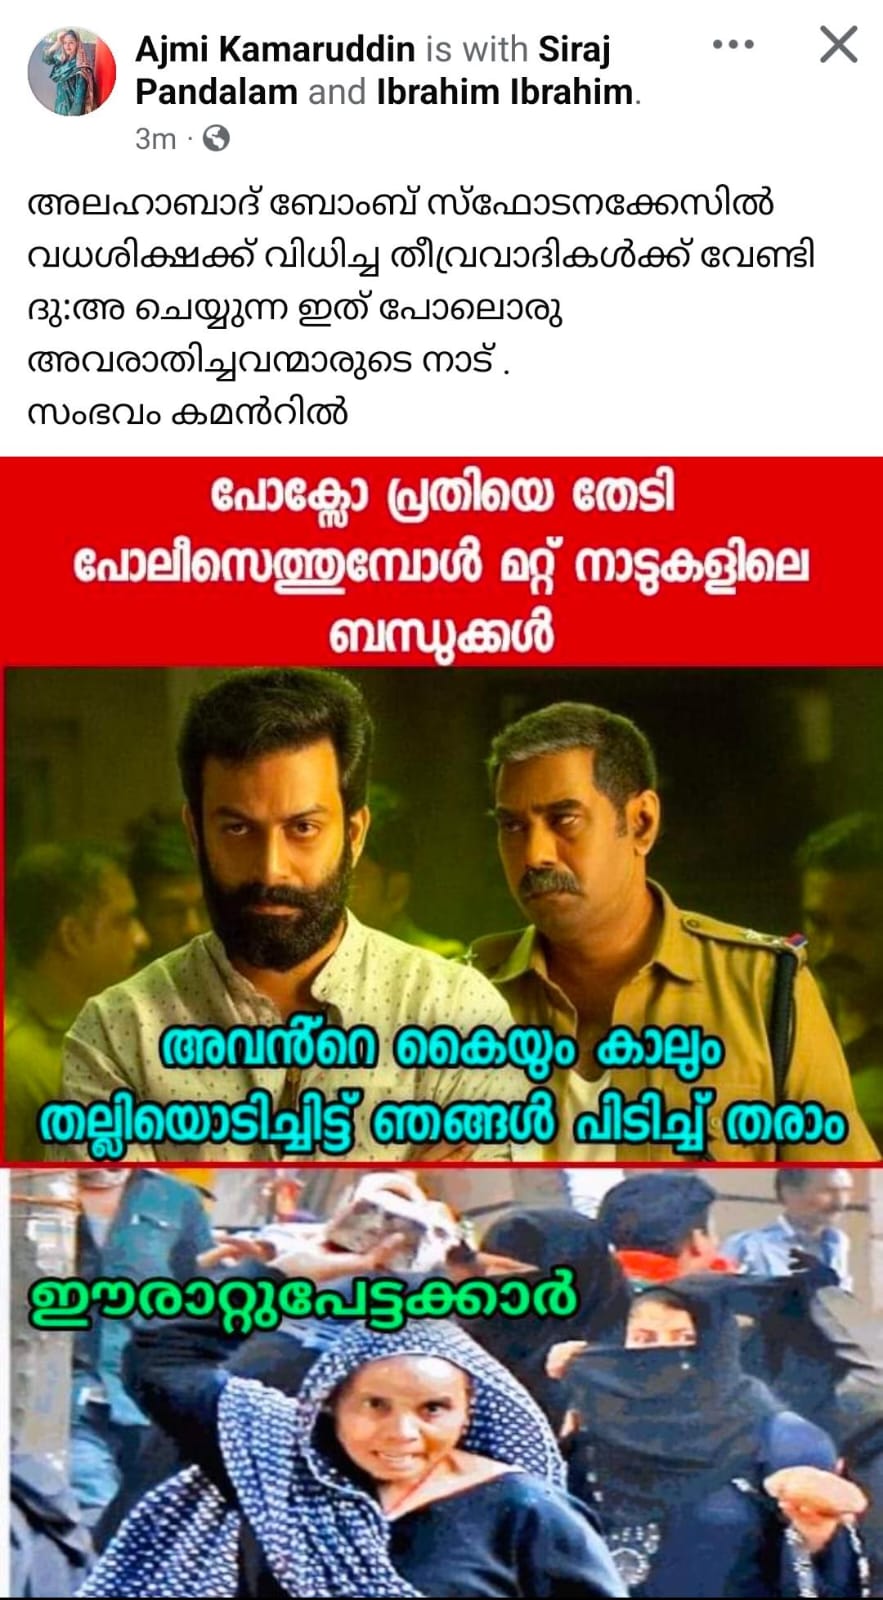 Ajmi Kamaruddin is with Siraj
Pandalam and Ibrahim Ibrahim.
3m ·
അലഹാബാദ് ബോംബ് സ്ഫോടനക്കേസിൽ
വധശിക്ഷക്ക് വിധിച്ച തീവ്രവാദികൾക്ക് വേണ്ടി
ദു:അ ചെയ്യുന്ന ഇത് പോലൊരു
അവരാതിച്ചവന്മാരുടെ നാട് .
സംഭവം കമൻറിൽ
പോക്സോ പ്രതിയെ തേടി
പോലീസെത്തുമ്പോൾ മറ്റ് നാടുകളിലെ
ബന്ധുക്കൾ
അവൻ്റെ കൈയും കാലും
തല്ലിയൊടിച്ചിട്ട് ഞങ്ങൾ പിടിച്ച് തരാം
ഈരാറ്റുപേട്ടക്കാർ